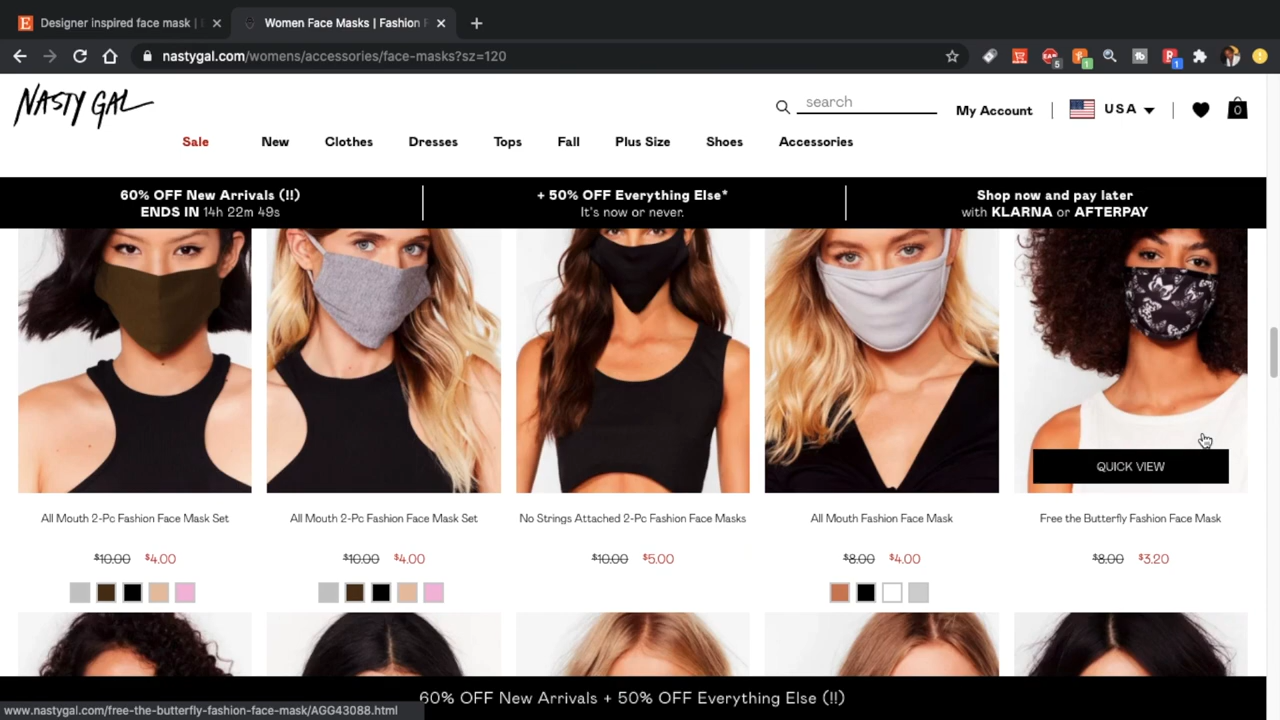 Designer inspired face mask |
Women Face Masks | Fashion F
nastygal.com/womens/accessories/face-masks?sz=120
5
1
1
NASTY GAL
search
My Account
USA
0
Sale
New
Clothes
Dresses
Tops
Fall
Plus Size
Shoes
Accessories
60% OFF New Arrivals (!!)
ENDS IN 14h 22m 49s
+ 50% OFF Everything Else*
It's now or never.
Shop now and pay later
with KLARNA or AFTERPAY
QUICK VIEW
All Mouth 2-Pc Fashion Face Mask Set
All Mouth 2-Pc Fashion Face Mask Set
No Strings Attached 2-Pc Fashion Face Masks
All Mouth Fashion Face Mask
Free the Butterfly Fashion Face Mask
$10.00 $4.00
$10.00 $4.00
$10.00 $5.00
$8.00 $4.00
$8.00 $3.20
60% OFF New Arrivals + 50% OFF Everything Else (!!)
www.nastygal.com/free-the-butterfly-fashion-face-mask/AGG43088.html